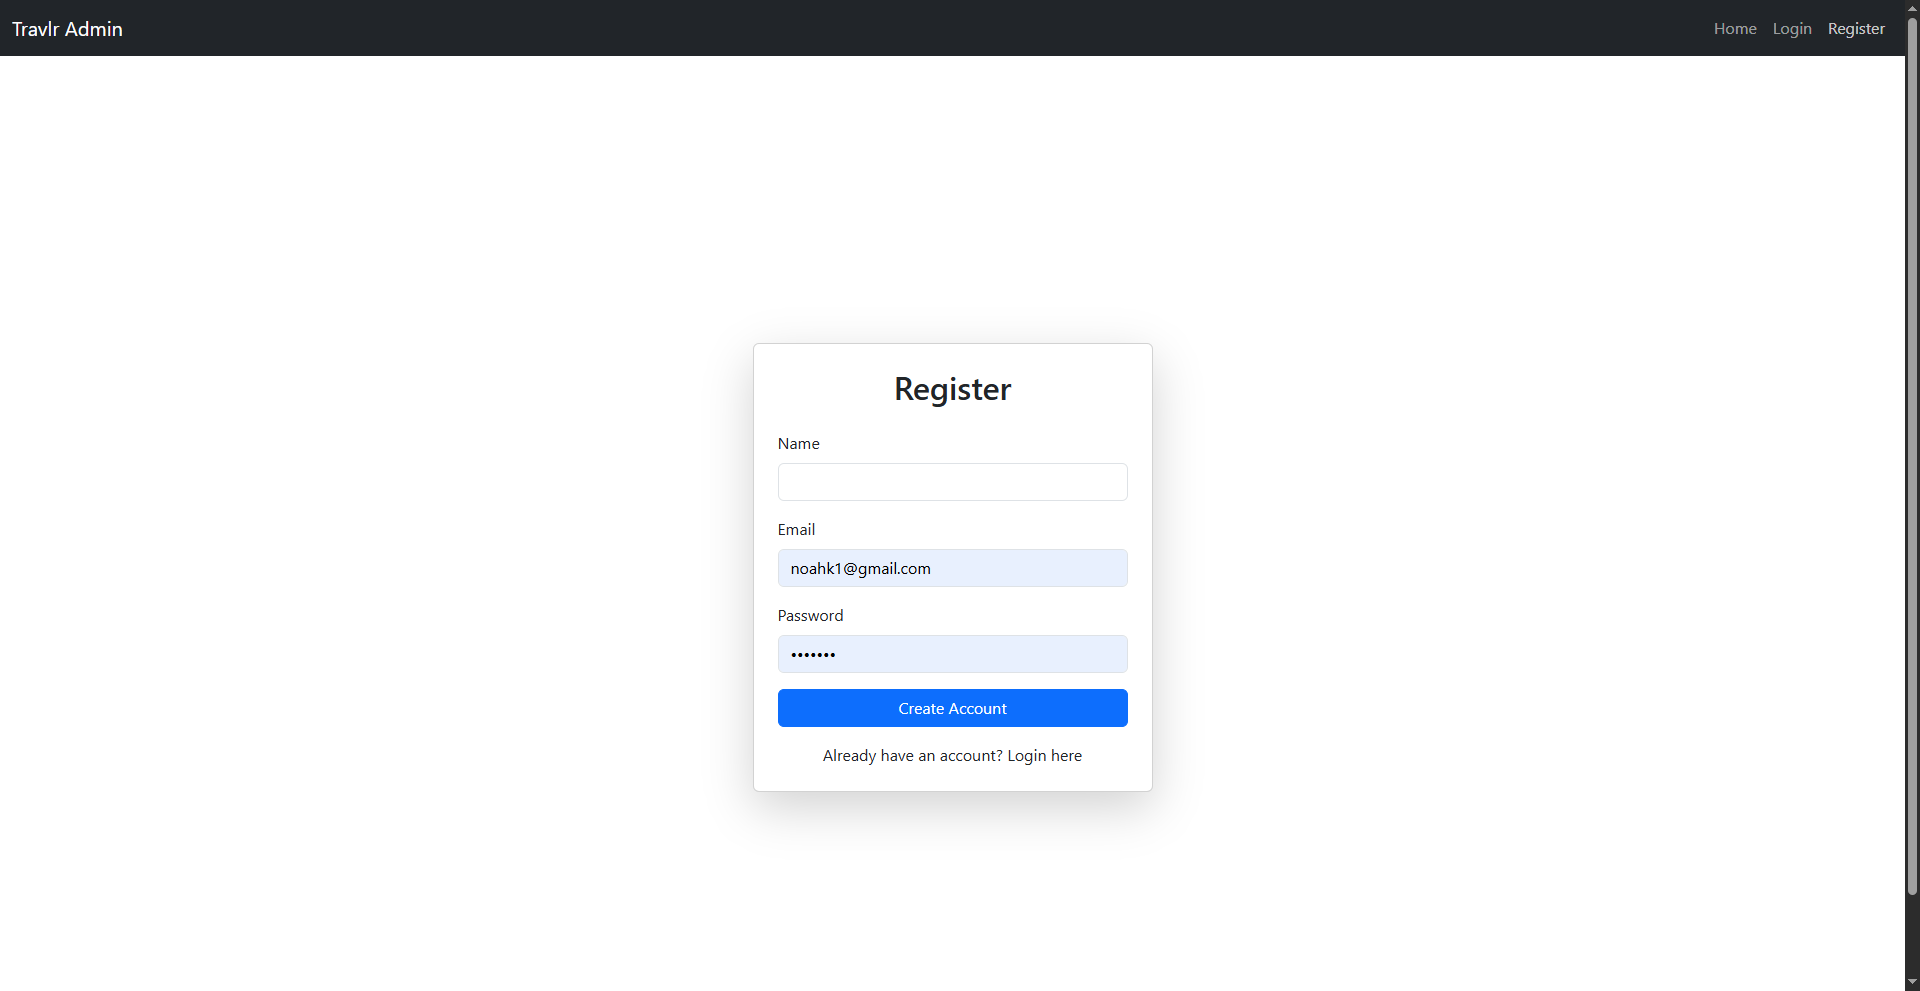 Travlr Admin
Home Login Register
Register
Name
Email
noahk1@gmail.com
Password
•••••••
Create Account
Already have an account? Login here